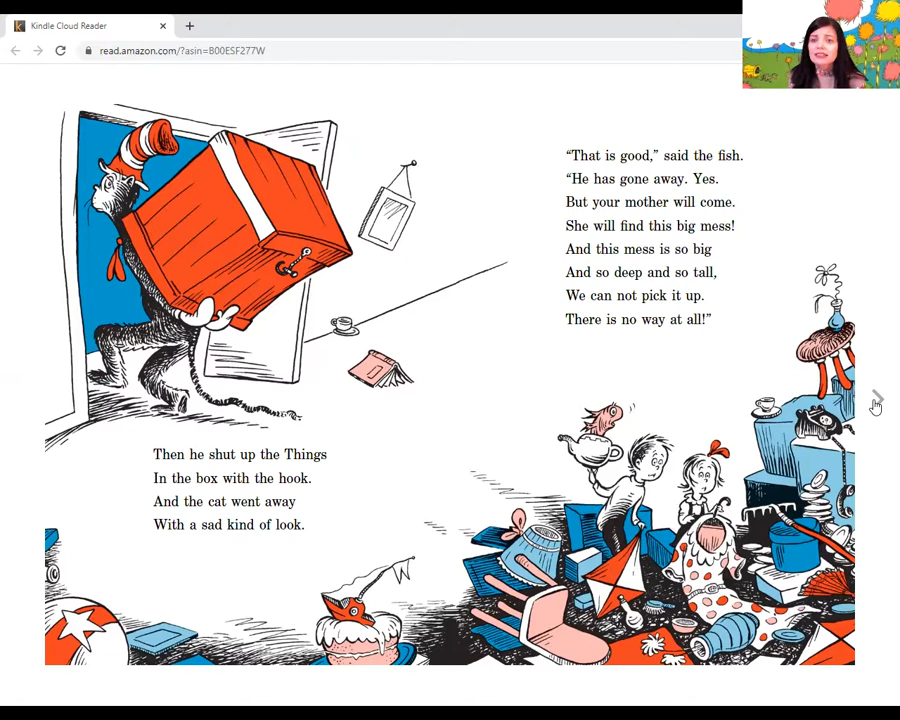 Kindle Cloud Reader
read.amazon.com/?asin=B00ESF277W
Then he shut up the Things
In the box with the hook.
And the cat went away
With a sad kind of look.
“That is good,” said the fish.
“He has gone away. Yes.
But your mother will come.
She will find this big mess!
And this mess is so big
And so deep and so tall,
We can not pick it up.
There is no way at all!”